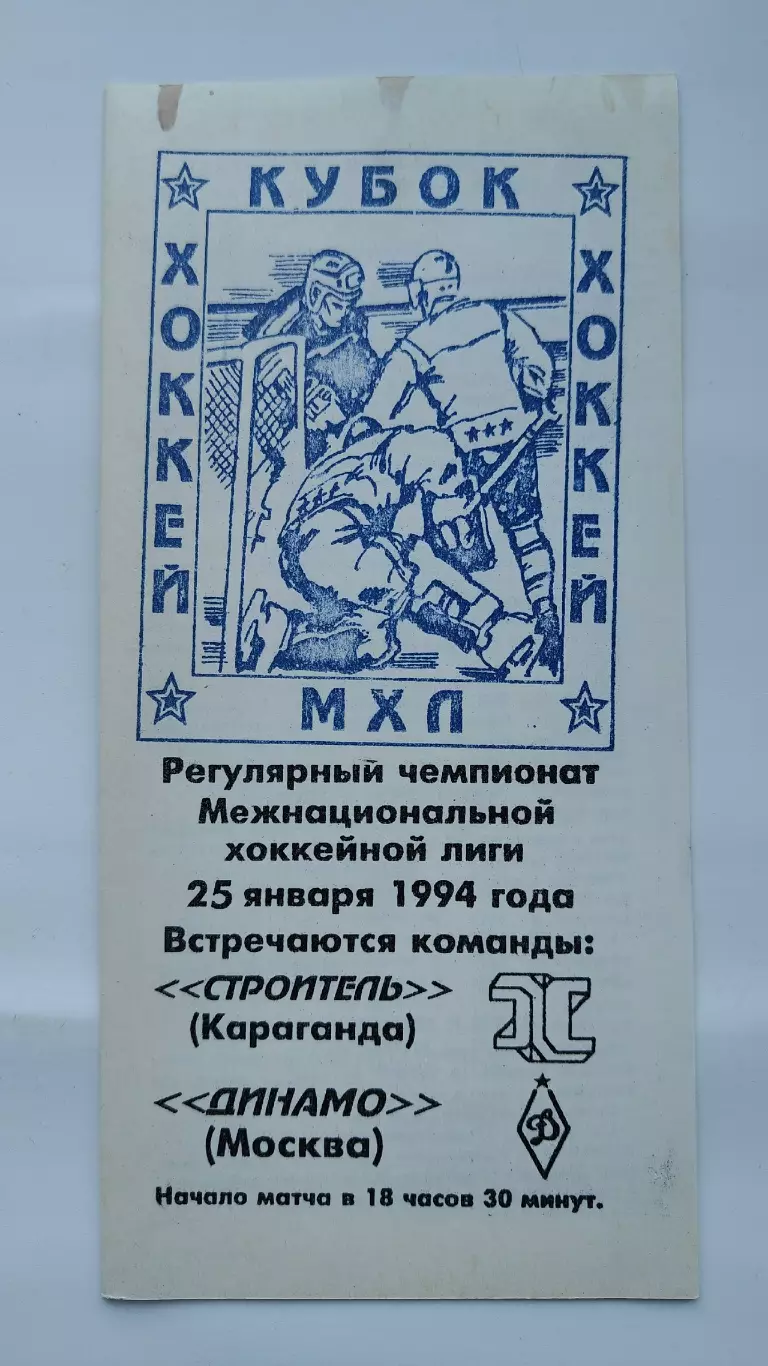 КУБОК
ХОККЕЙ
ХОККЕЙ
МХЛ
Регулярный чемпионат
Межнациональной
хоккейной лиги
25 января 1994 года
Встречаются команды:
<<СТРОИТЕЛЬ>>
(Караганда)
<<ДИНАМО>>
(Москва)
Д
Начало матча в 18 часов 30 минут.